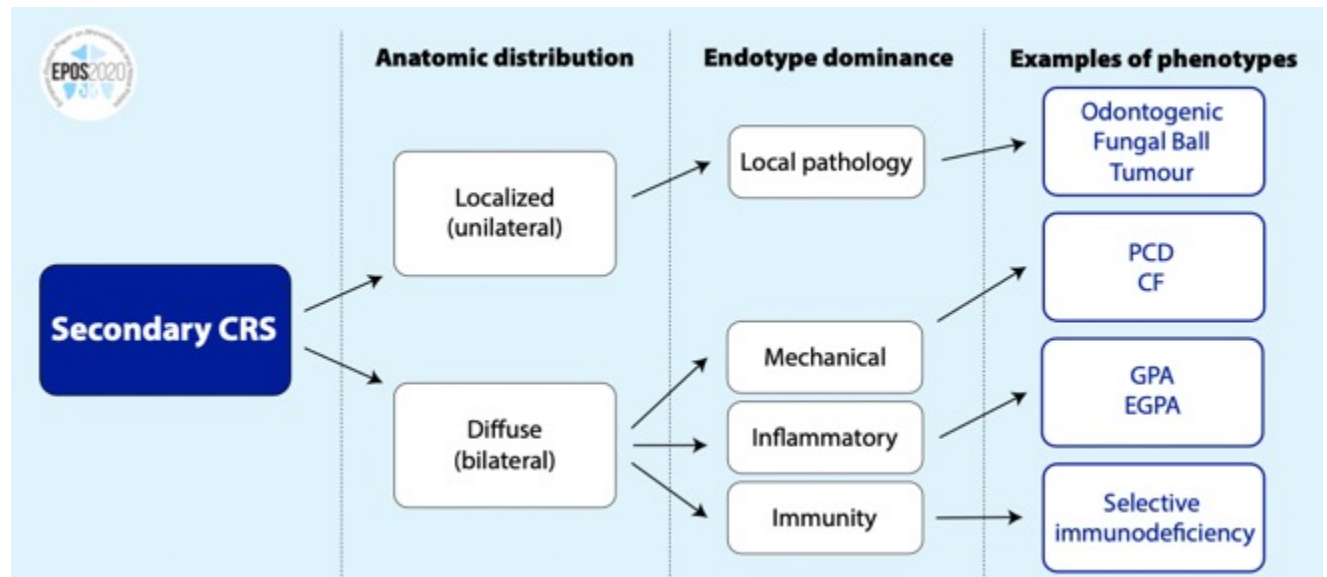 EPOS2020
Anatomic distribution
Endotype dominance
Examples of phenotypes
Secondary CRS
Localized
(unilateral)
Local pathology
Odontogenic
Fungal Ball
Tumour
Diffuse
(bilateral)
Mechanical
PCD
CF
Inflammatory
GPA
EGPA
Immunity
Selective
immunodeficiency